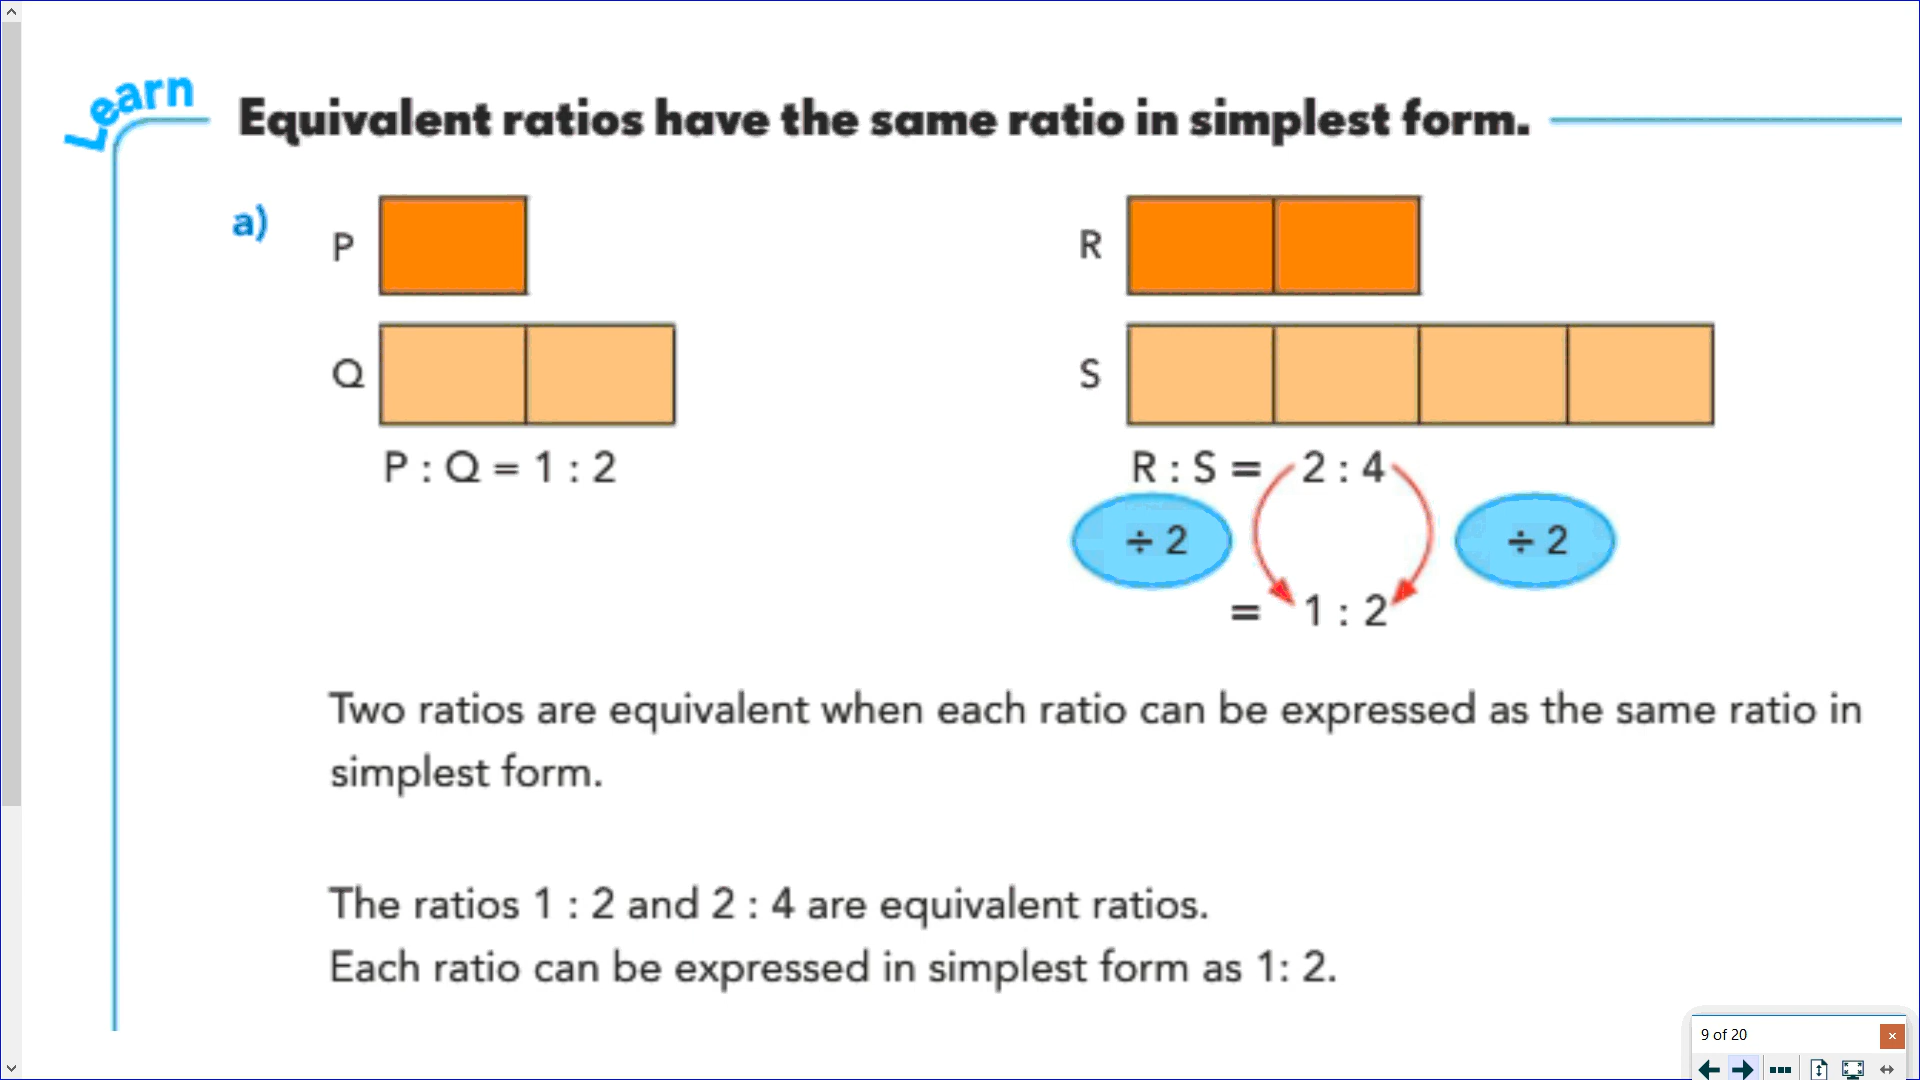 Learn
Equivalent ratios have the same ratio in simplest form.
a)
P
R
Q
S
P : Q = 1 : 2
R : S = 2 : 4
÷ 2
÷ 2
= 1 : 2
Two ratios are equivalent when each ratio can be expressed as the same ratio in
simplest form.
The ratios 1 : 2 and 2 : 4 are equivalent ratios.
Each ratio can be expressed in simplest form as 1: 2.
9 of 20